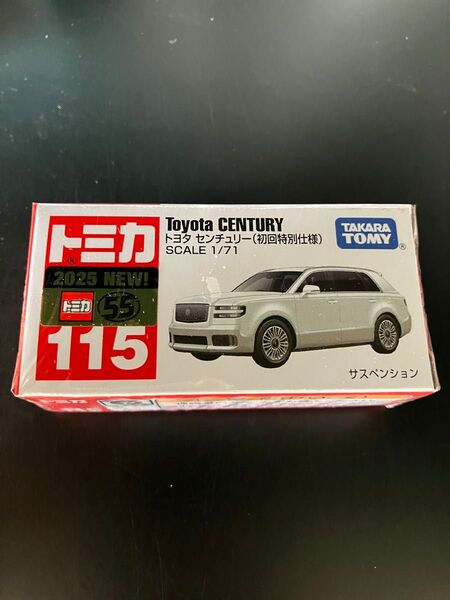 トミカ
®
2025 NEW!
トミカ 55
115
Toyota CENTURY
トヨタ センチュリー(初回特別仕様)
SCALE 1/71
TAKARA
TOMY®
サスペンション